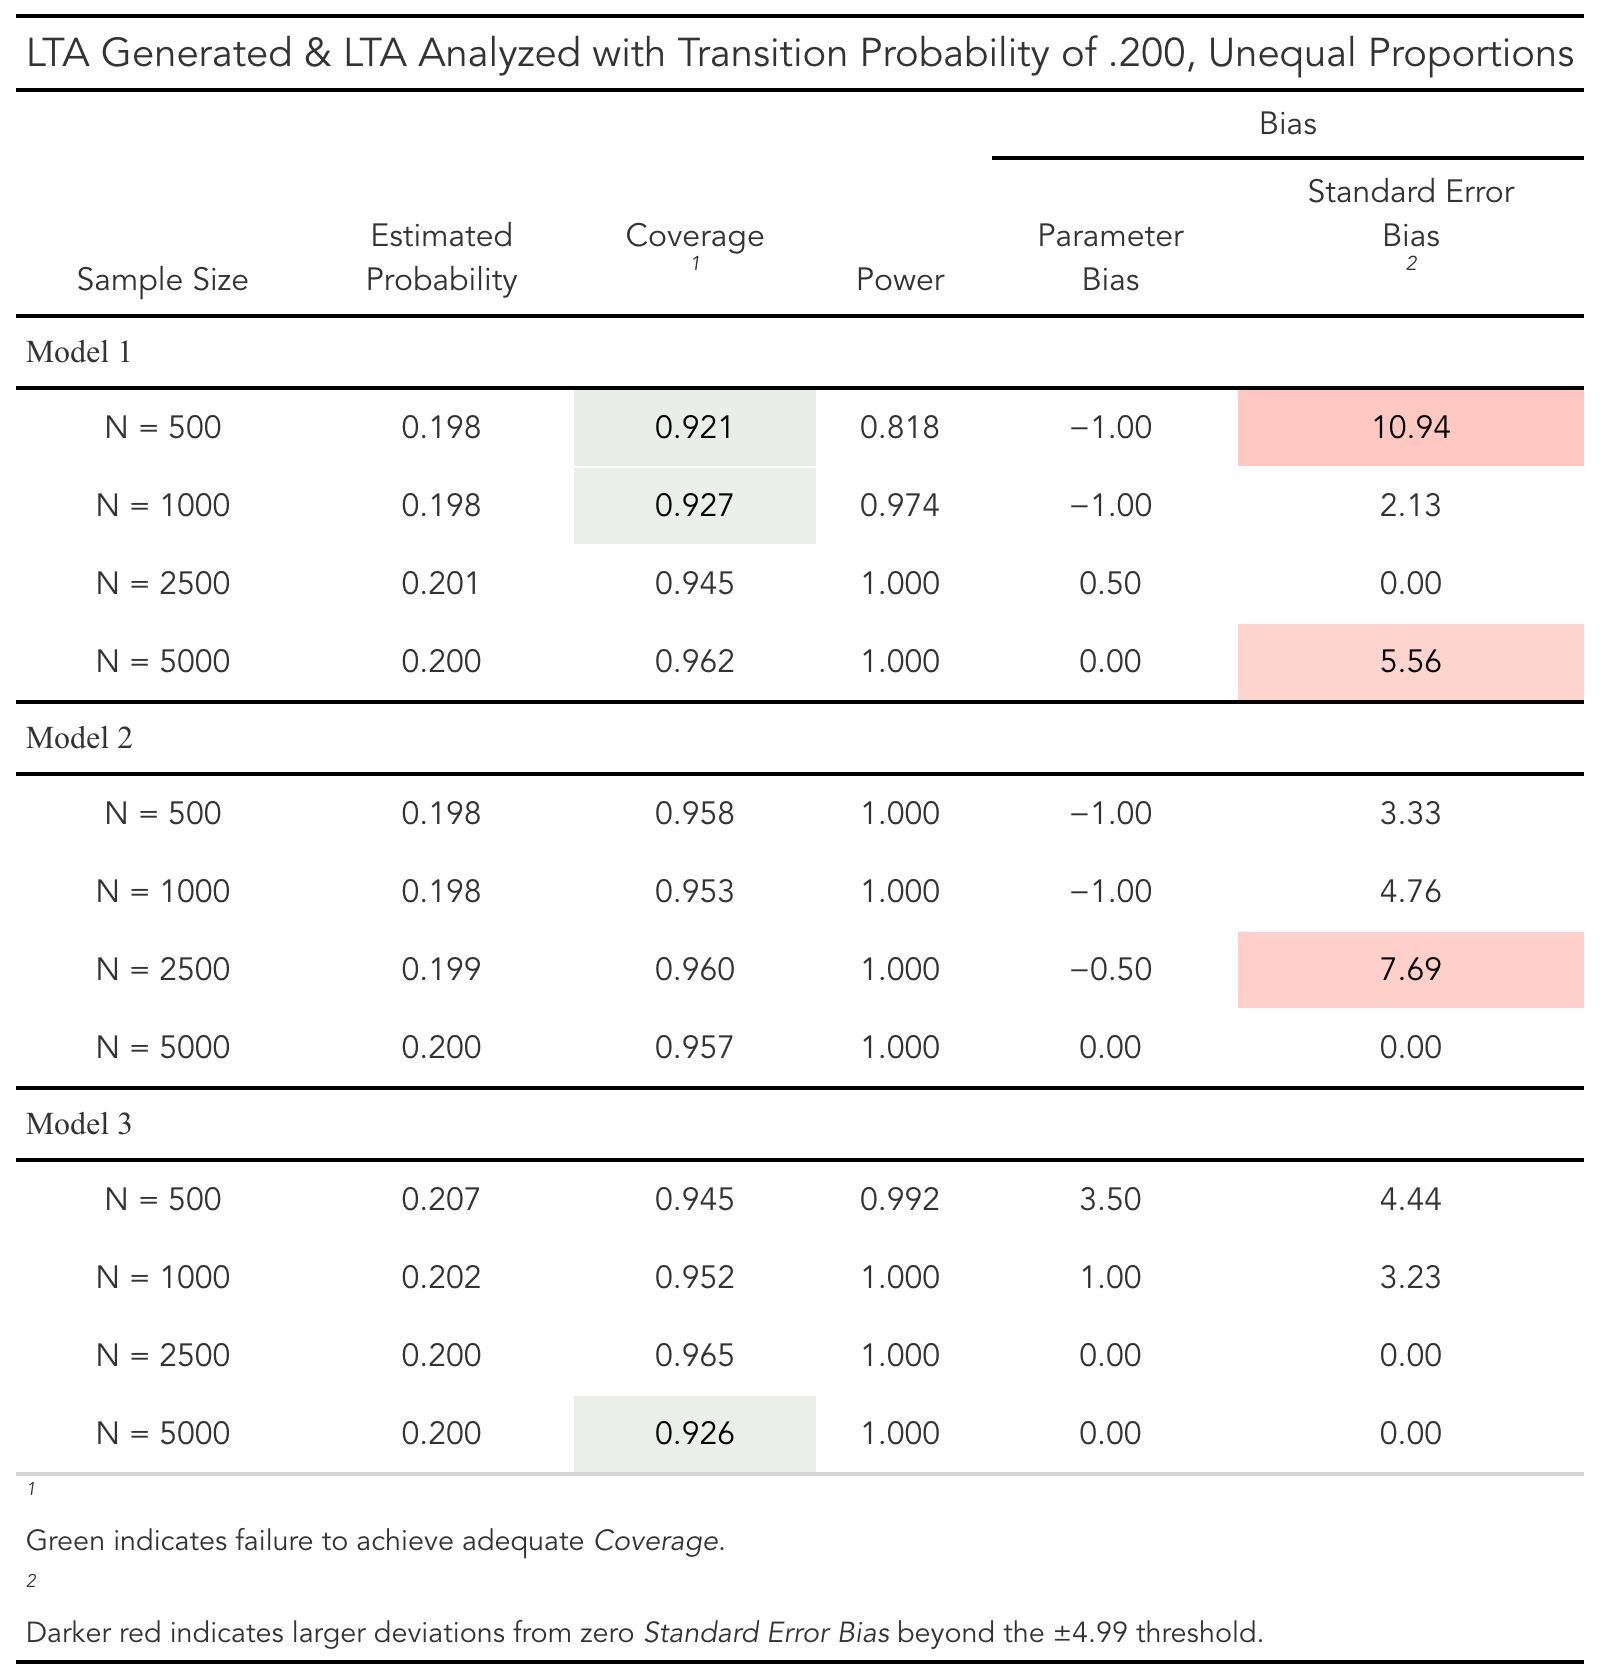 LTA Generated & LTA Analyzed with Transition Probability of .200, Unequal Proportions
Bias
Sample Size Estimated Probability Coverage 1 Power Parameter Bias Standard Error Bias 2
Model 1
N = 500 0.198 0.921 0.818 −1.00 10.94
N = 1000 0.198 0.927 0.974 −1.00 2.13
N = 2500 0.201 0.945 1.000 0.50 0.00
N = 5000 0.200 0.962 1.000 0.00 5.56
Model 2
N = 500 0.198 0.958 1.000 −1.00 3.33
N = 1000 0.198 0.953 1.000 −1.00 4.76
N = 2500 0.199 0.960 1.000 −0.50 7.69
N = 5000 0.200 0.957 1.000 0.00 0.00
Model 3
N = 500 0.207 0.945 0.992 3.50 4.44
N = 1000 0.202 0.952 1.000 1.00 3.23
N = 2500 0.200 0.965 1.000 0.00 0.00
N = 5000 0.200 0.926 1.000 0.00 0.00
1
Green indicates failure to achieve adequate Coverage.
2
Darker red indicates larger deviations from zero Standard Error Bias beyond the ±4.99 threshold.